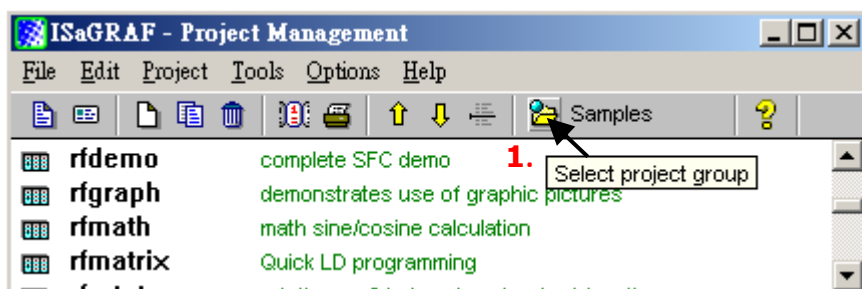 ISaGRAF - Project Management
File Edit Project Tools Options Help
Samples
rfdemo complete SFC demo
1.
Select project group
rfgraph demonstrates use of graphic pictures
rfmath math sine/cosine calculation
rfmatrix Quick LD programming